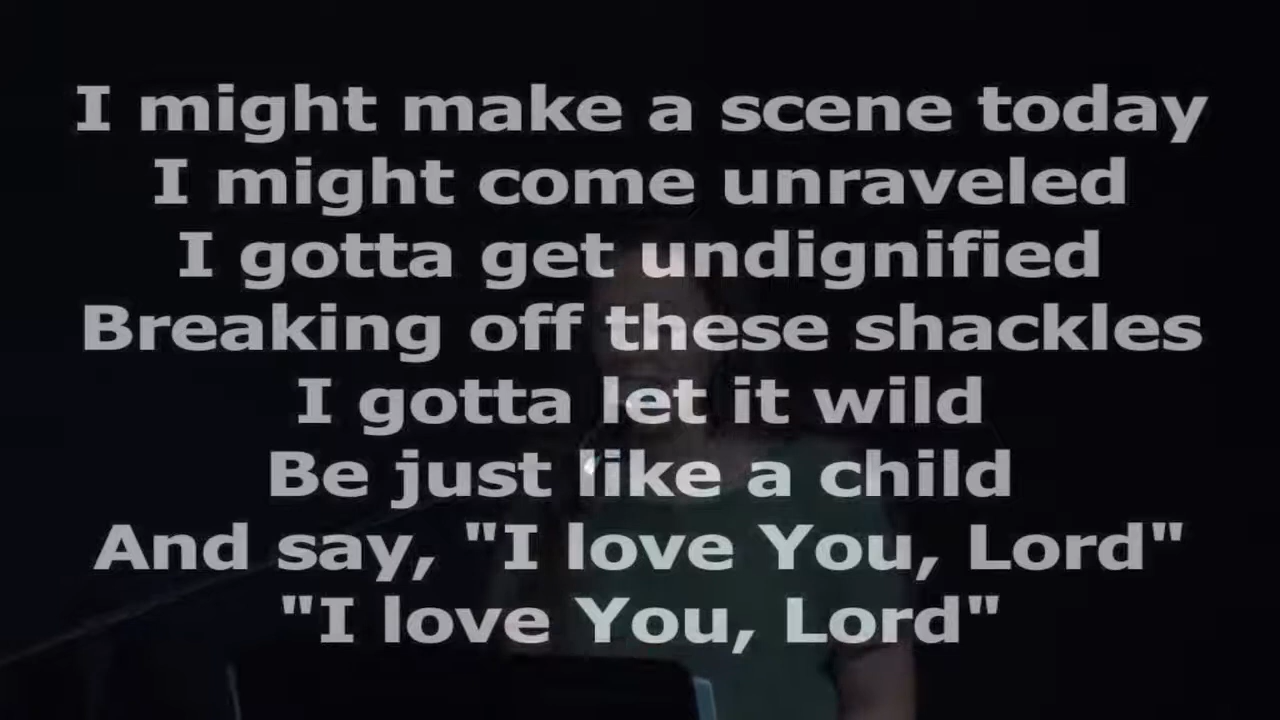 I might make a scene today
I might come unraveled
I gotta get undignified
Breaking off these shackles
I gotta let it wild
Be just like a child
And say, "I love You, Lord"
"I love You, Lord"